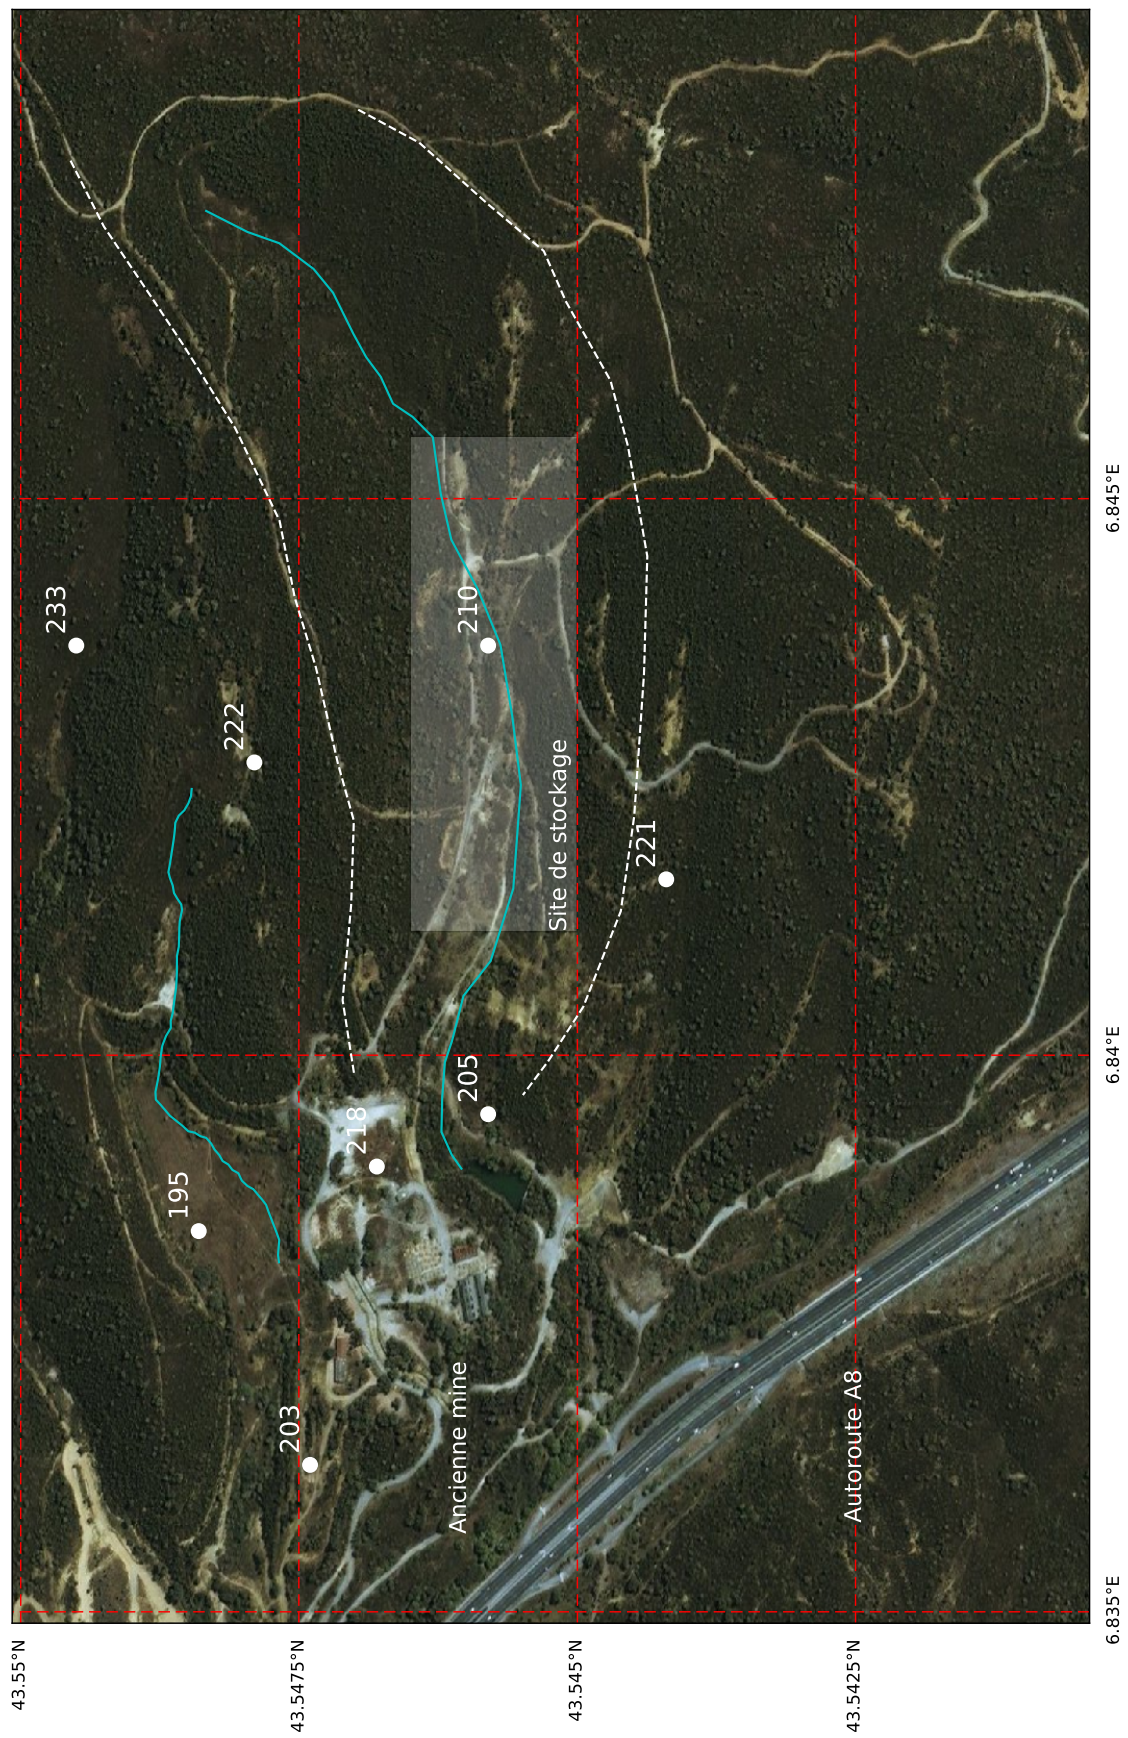 233
222
210
Site de stockage
221
205
218
195
203
Ancienne mine
Autoroute A8
43.55°N
43.5475°N
43.545°N
43.5425°N
6.835°E
6.84°E
6.845°E